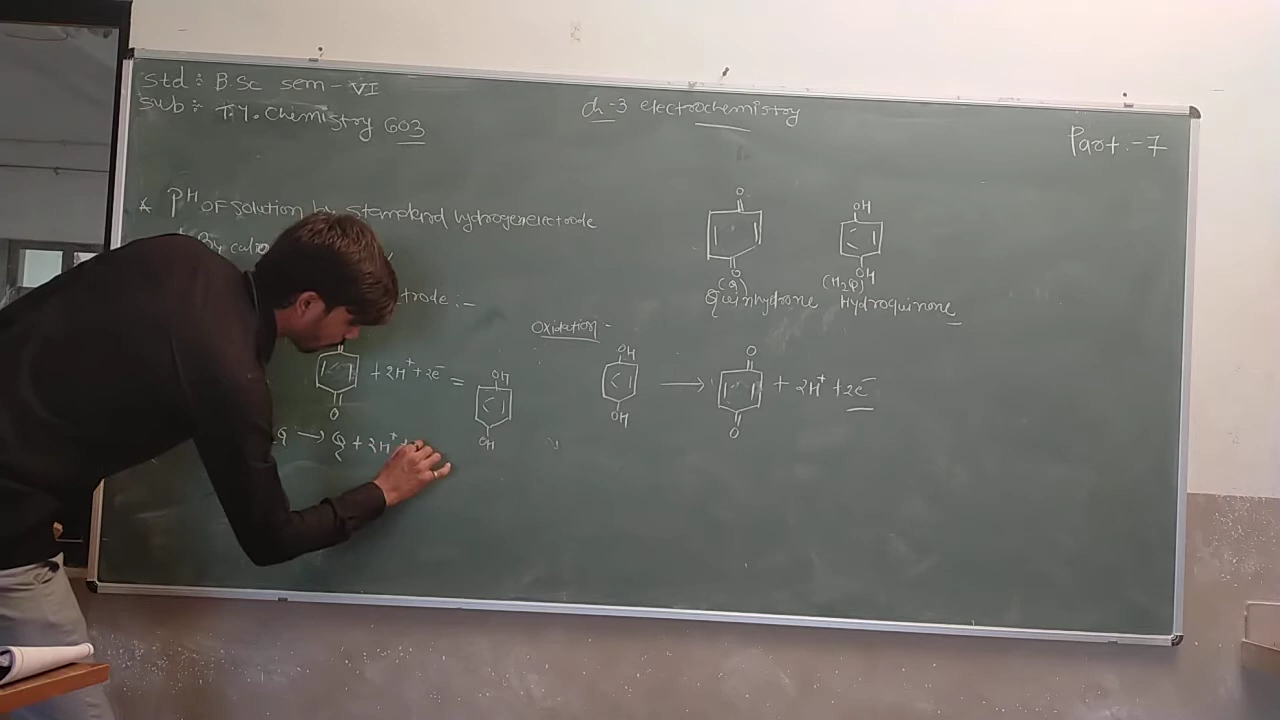 Std : B.Sc sem - VI
Sub : T.Y. Chemistry 603
ch-3 electrochemistry
Part - 7
* PH OF solution by standard hydrogen electrode
* By
trode :-
O
O
(Q)
Quinhydrone
OH
OH
(H2Q)
Hydroquinone
Oxidation -
O
+ 2H+ + 2e- =
OH
OH
OH
OH
→
O
O
+ 2H+ + 2e-
Q → Q + 2H+ +